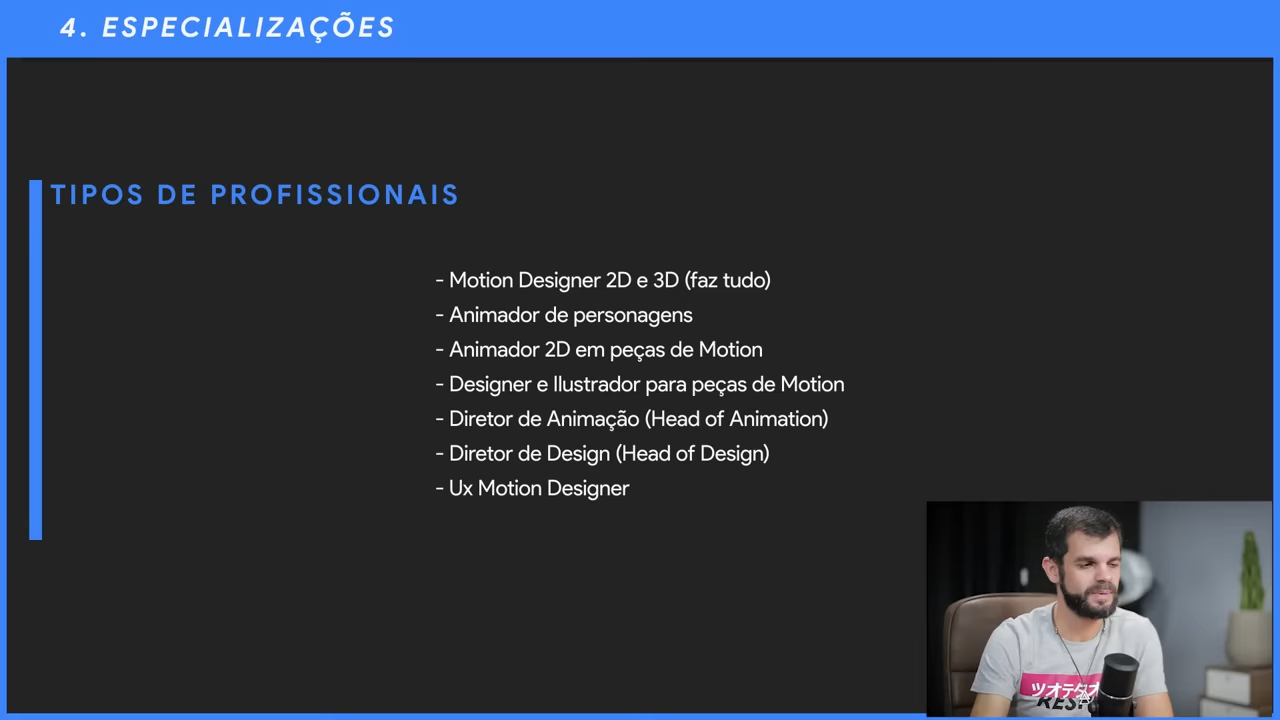 4. ESPECIALIZAÇÕES
TIPOS DE PROFISSIONAIS
- Motion Designer 2D e 3D (faz tudo)
- Animador de personagens
- Animador 2D em peças de Motion
- Designer e Ilustrador para peças de Motion
- Diretor de Animação (Head of Animation)
- Diretor de Design (Head of Design)
- Ux Motion Designer